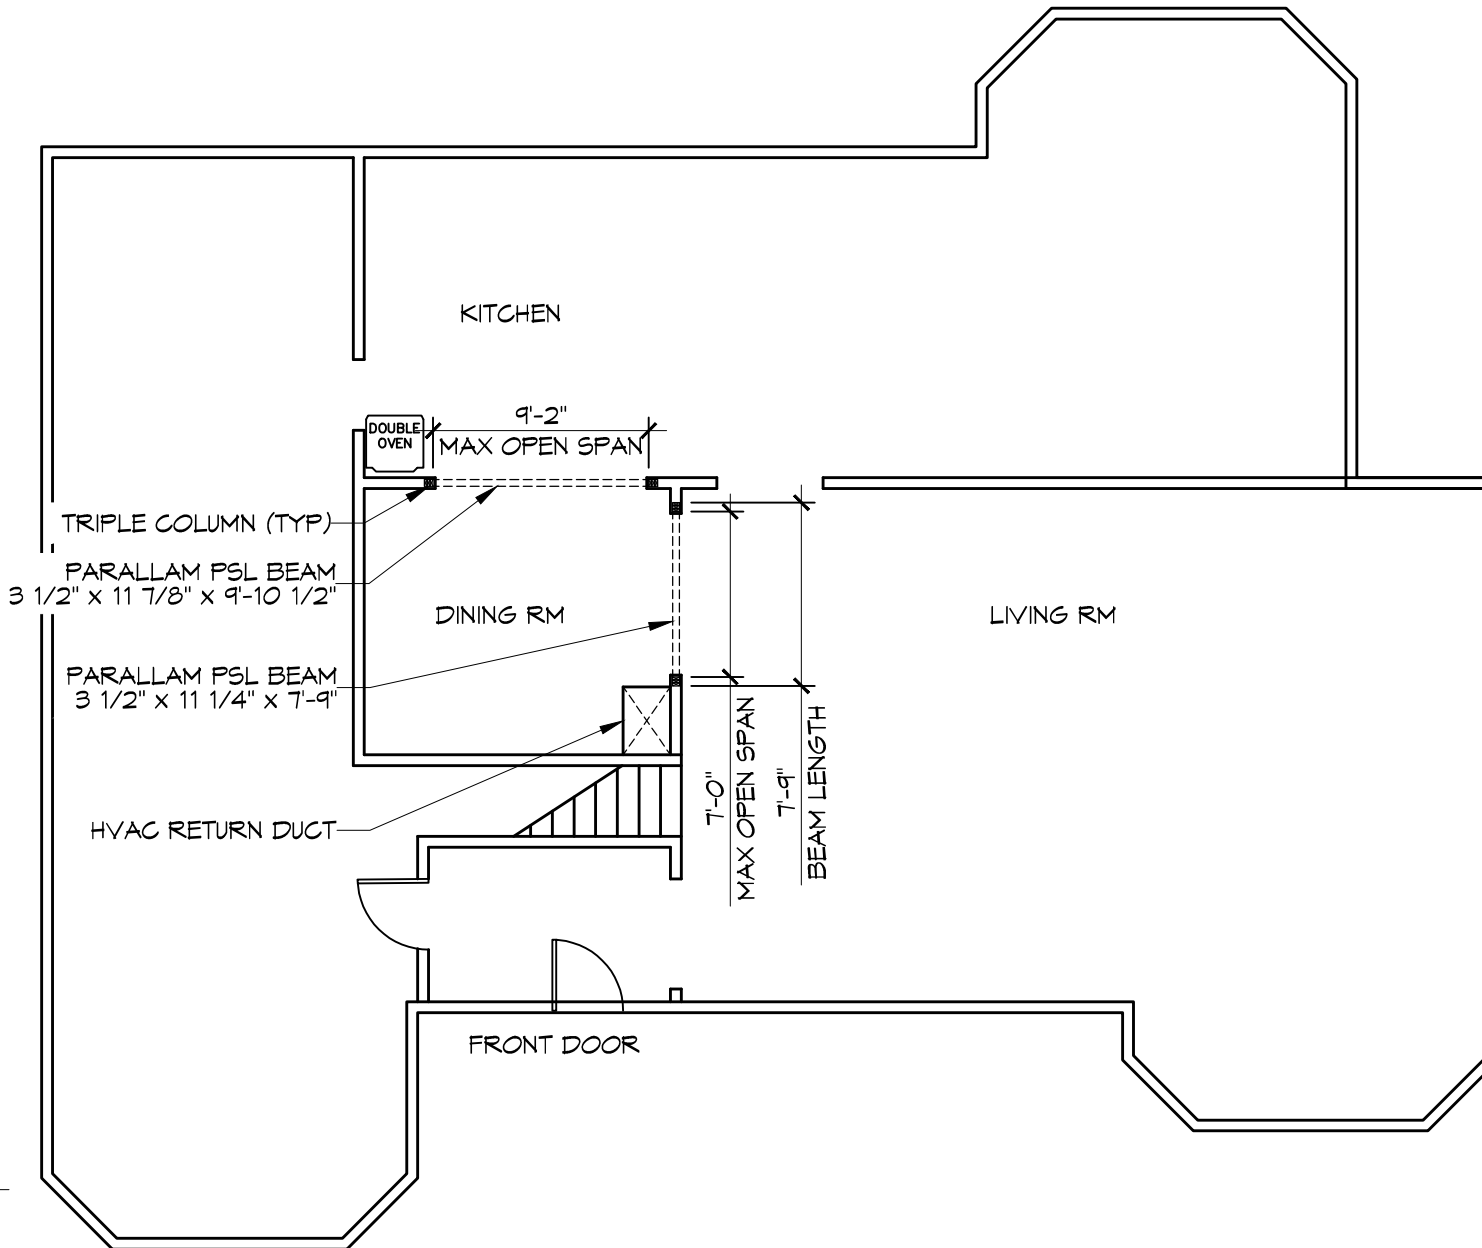 KITCHEN
9'-2"
MAX OPEN SPAN
DOUBLE
OVEN
TRIPLE COLUMN (TYP)
PARALLAM PSL BEAM
3 1/2" x 11 7/8" x 9'-10 1/2"
DINING RM
LIVING RM
PARALLAM PSL BEAM
3 1/2" x 11 1/4" x 7'-9"
7'-0"
MAX OPEN SPAN
7'-9"
BEAM LENGTH
HVAC RETURN DUCT
FRONT DOOR